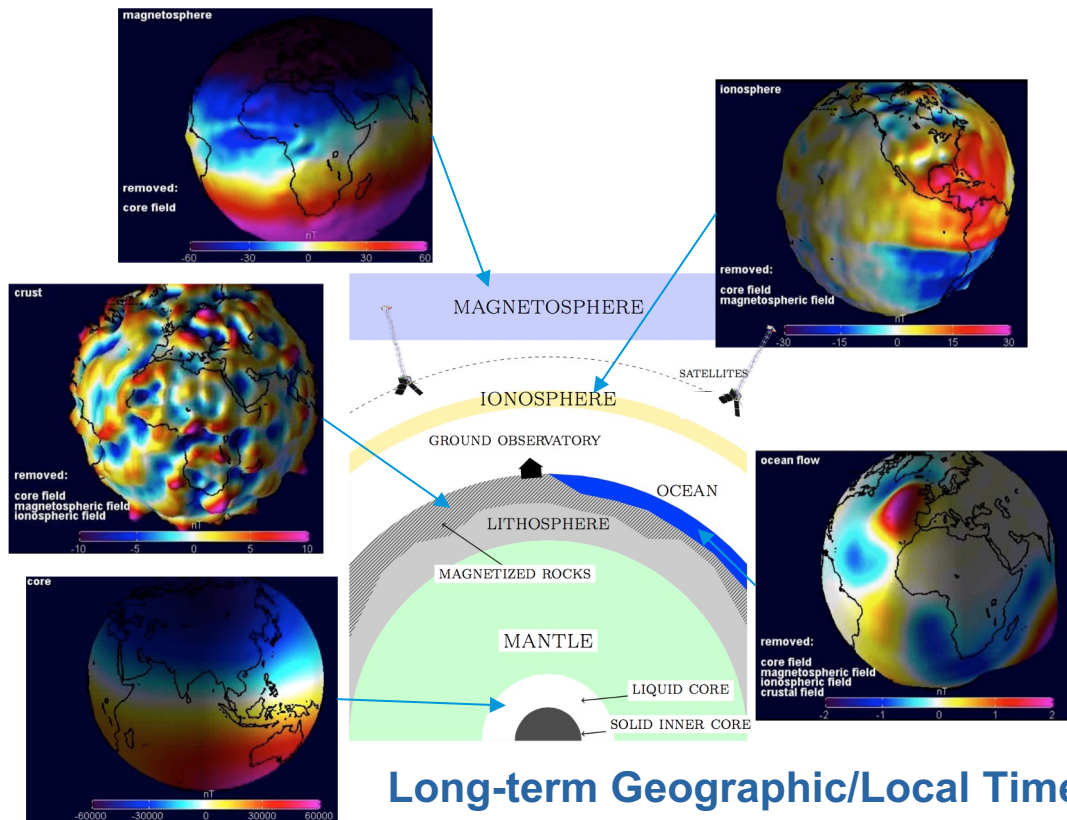 magnetosphere
removed:
core field
nT
-60 -30 0 30 60
ionosphere
removed:
core field
magnetospheric field
nT
-30 -15 0 15 30
crust
removed:
core field
magnetospheric field
ionospheric field
nT
-10 -5 0 5 10
MAGNETOSPHERE
SATELLITES
IONOSPHERE
GROUND OBSERVATORY
OCEAN
LITHOSPHERE
MAGNETIZED ROCKS
MANTLE
LIQUID CORE
SOLID INNER CORE
ocean flow
removed:
core field
magnetospheric field
ionospheric field
crustal field
nT
-2 -1 0 1 2
core
nT
-60000 -30000 0 30000 60000
Long-term Geographic/Local Time